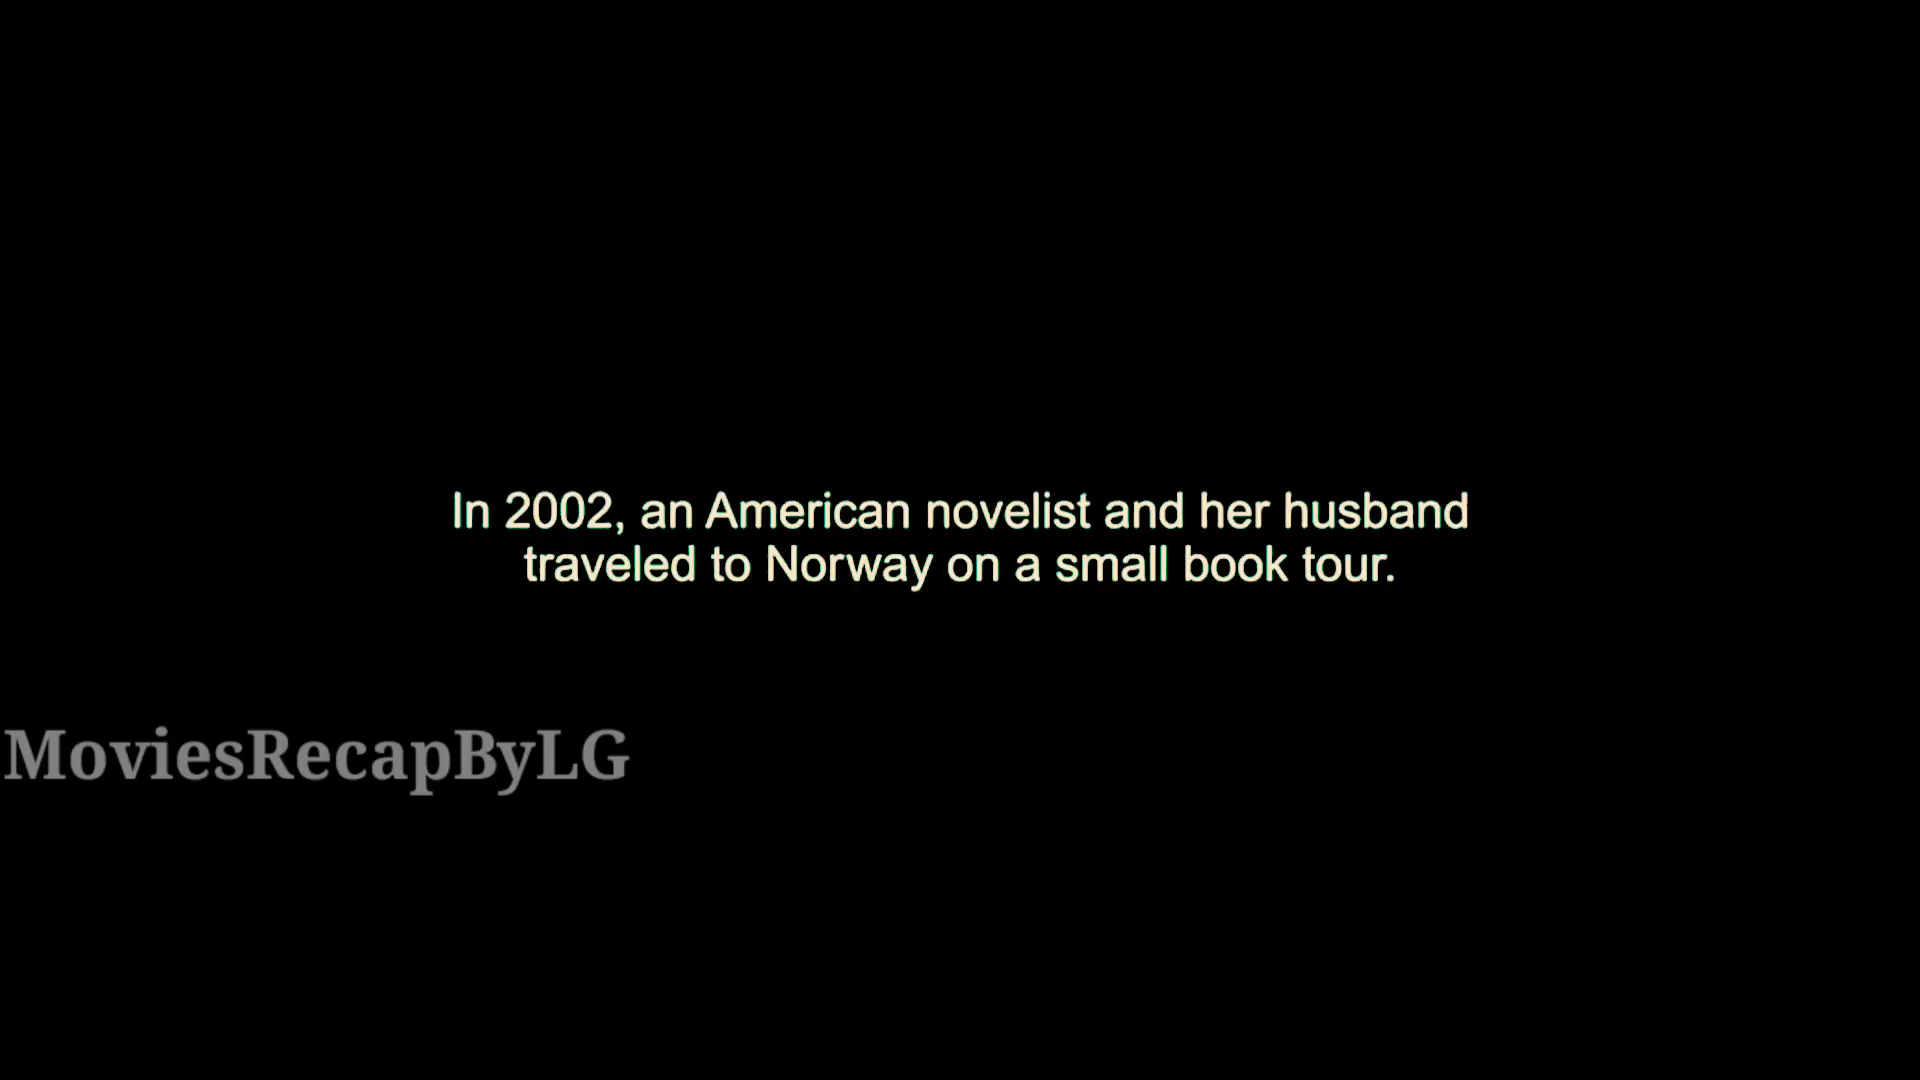 In 2002, an American novelist and her husband
traveled to Norway on a small book tour.
MoviesRecapByLG